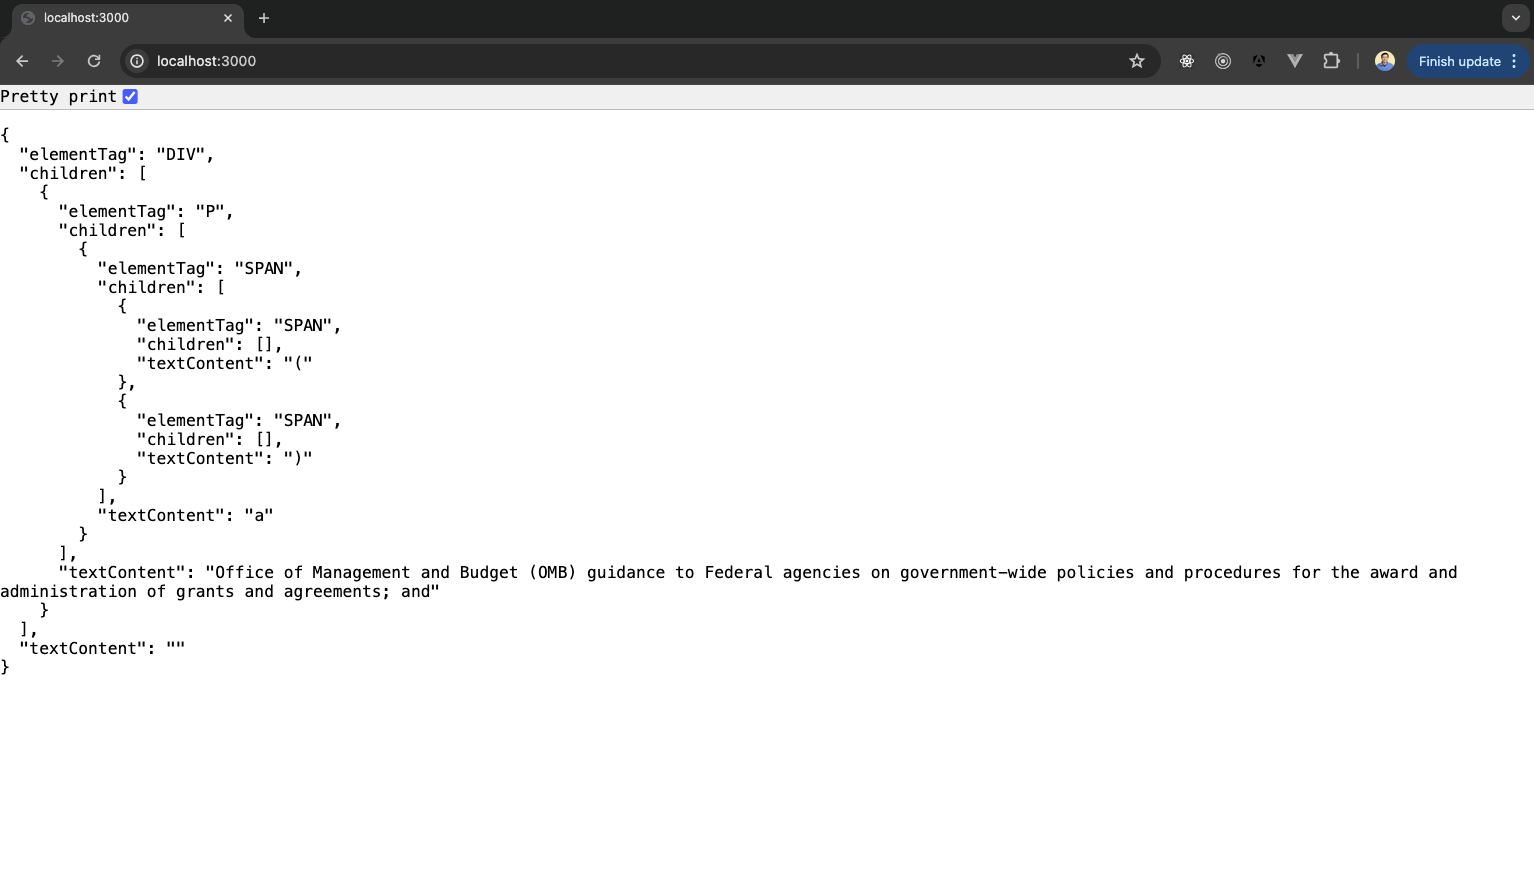 localhost:3000
localhost:3000
Finish update
Pretty print
{
  "elementTag": "DIV",
  "children": [
    {
      "elementTag": "P",
      "children": [
        {
          "elementTag": "SPAN",
          "children": [
            {
              "elementTag": "SPAN",
              "children": [],
              "textContent": "("
            },
            {
              "elementTag": "SPAN",
              "children": [],
              "textContent": ")"
            }
          ],
          "textContent": "a"
        }
      ],
      "textContent": "Office of Management and Budget (OMB) guidance to Federal agencies on government-wide policies and procedures for the award and
administration of grants and agreements; and"
    }
  ],
  "textContent": ""
}